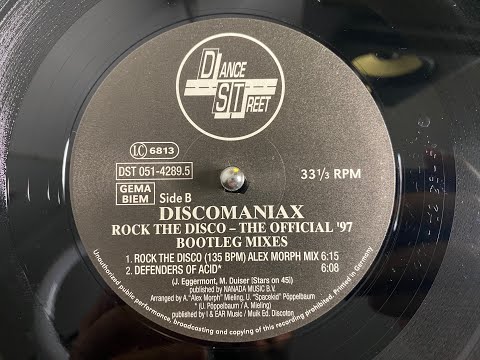 DANCE
STREET
LC 6813
DST 051-4289.5
GEMA
BIEM
Side B
33 1/3 RPM
DISCOMANIAX
ROCK THE DISCO – THE OFFICIAL '97
BOOTLEG MIXES
1. ROCK THE DISCO (135 BPM) ALEX MORPH MIX 6:15
2. DEFENDERS OF ACID* 6:08
(J. Eggermont, M. Duiser [Stars on 45])
published by NANADA MUSIC B.V.
Arranged by A."Alex Morph" Mieling, U. "Spacekid" Pöppelbaum
*(U. Pöppelbaum / A. Mieling)
published by I & EAR Music / Muik Ed. Discoton
Unauthorized public performance, broadcasting and copying of this recording prohibited. Printed in Germany